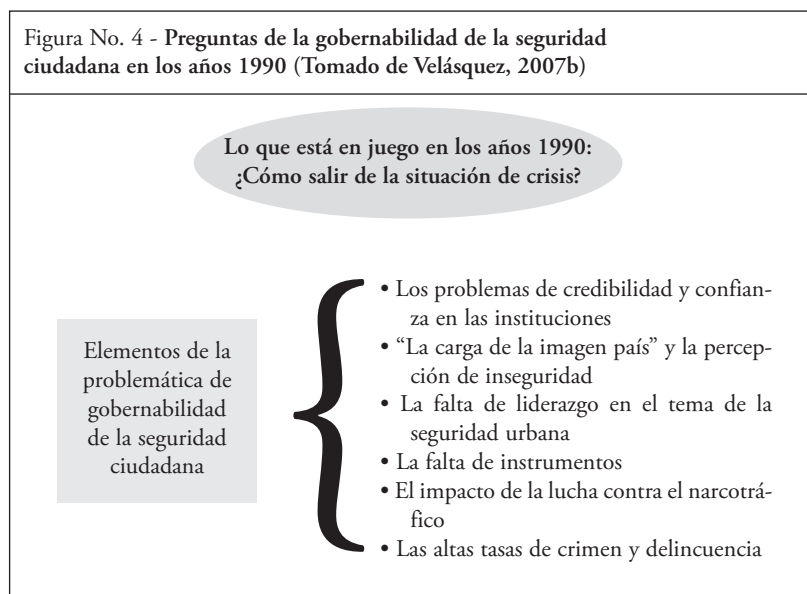 Figura No. 4 - Preguntas de la gobernabilidad de la seguridad
ciudadana en los años 1990 (Tomado de Velásquez, 2007b)
Lo que está en juego en los años 1990:
¿Cómo salir de la situación de crisis?
Elementos de la
problemática de
gobernabilidad
de la seguridad
ciudadana
• Los problemas de credibilidad y confian-
za en las instituciones
• “La carga de la imagen país” y la percep-
ción de inseguridad
• La falta de liderazgo en el tema de la
seguridad urbana
• La falta de instrumentos
• El impacto de la lucha contra el narcotrá-
fico
• Las altas tasas de crimen y delincuencia